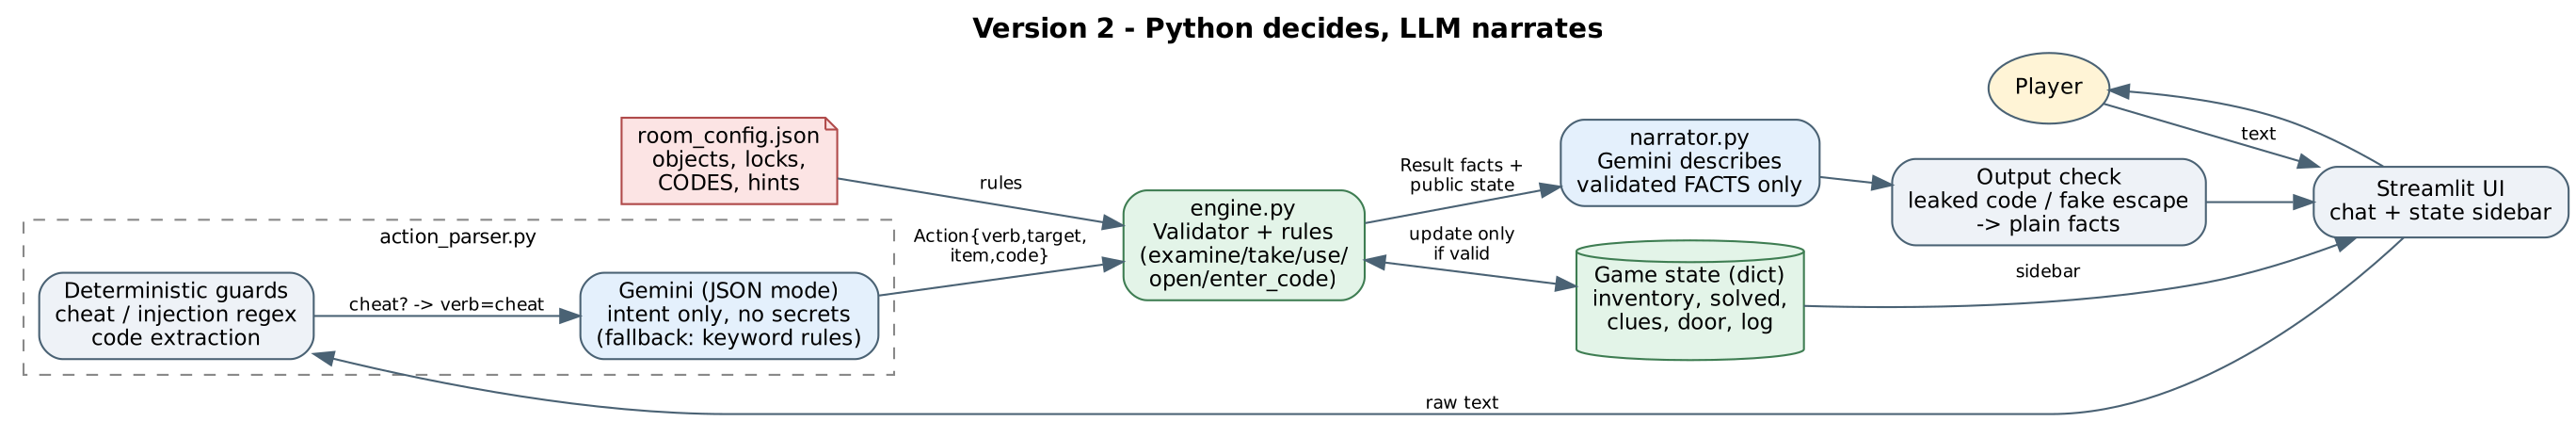 Version 2 - Python decides, LLM narrates
Player
text
room_config.json
objects, locks,
CODES, hints
rules
action_parser.py
Deterministic guards
cheat / injection regex
code extraction
cheat? -> verb=cheat
Gemini (JSON mode)
intent only, no secrets
(fallback: keyword rules)
Action{verb,target,
item,code}
engine.py
Validator + rules
(examine/take/use/
open/enter_code)
Result facts +
public state
update only
if valid
narrator.py
Gemini describes
validated FACTS only
Game state (dict)
inventory, solved,
clues, door, log
Output check
leaked code / fake escape
-> plain facts
sidebar
Streamlit UI
chat + state sidebar
raw text